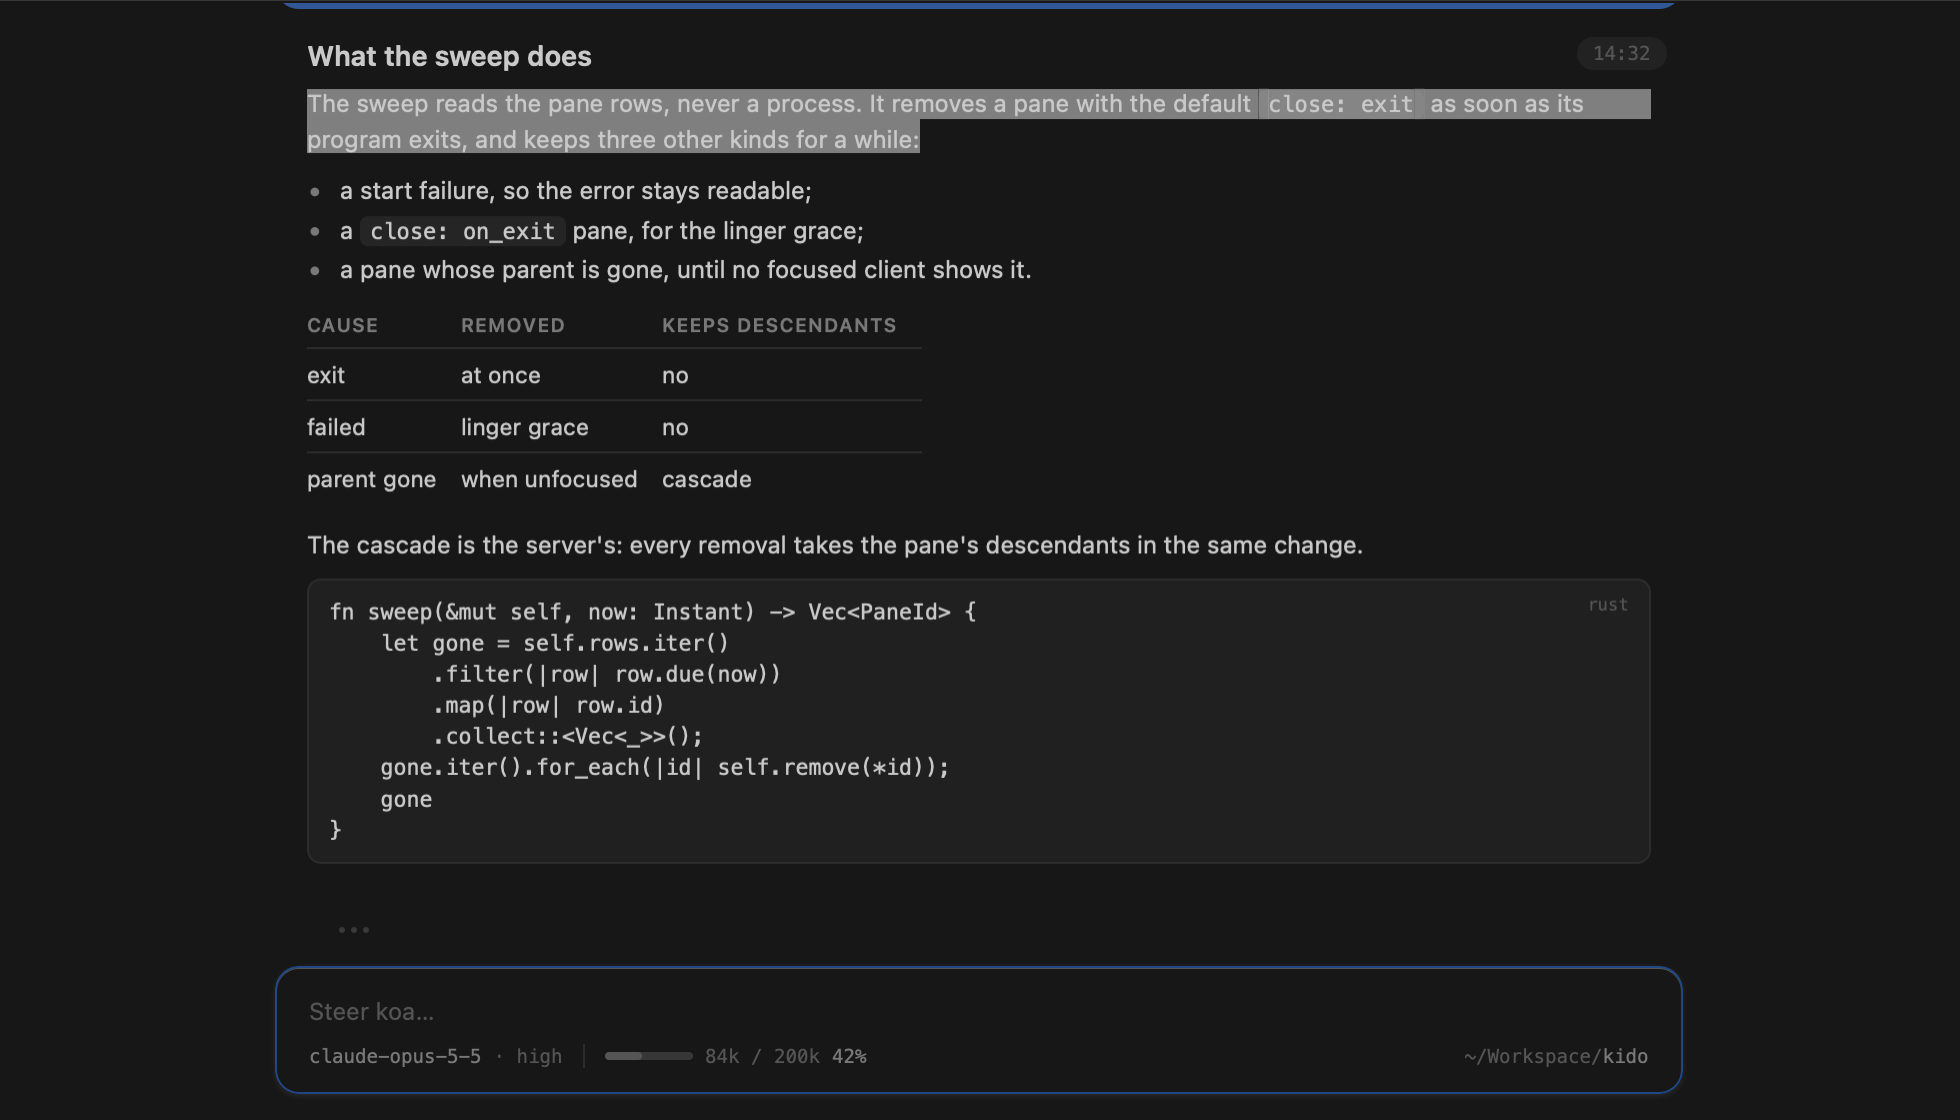 What the sweep does
14:32
The sweep reads the pane rows, never a process. It removes a pane with the default close: exit as soon as its
program exits, and keeps three other kinds for a while:
• a start failure, so the error stays readable;
• a close: on_exit pane, for the linger grace;
• a pane whose parent is gone, until no focused client shows it.
CAUSE REMOVED KEEPS DESCENDANTS
exit at once no
failed linger grace no
parent gone when unfocused cascade
The cascade is the server's: every removal takes the pane's descendants in the same change.
rust
fn sweep(&mut self, now: Instant) -> Vec<PaneId> {
    let gone = self.rows.iter()
        .filter(|row| row.due(now))
        .map(|row| row.id)
        .collect::<Vec<_>>();
    gone.iter().for_each(|id| self.remove(*id));
    gone
}
Steer koa...
claude-opus-5-5 · high 84k / 200k 42% ~/Workspace/kido